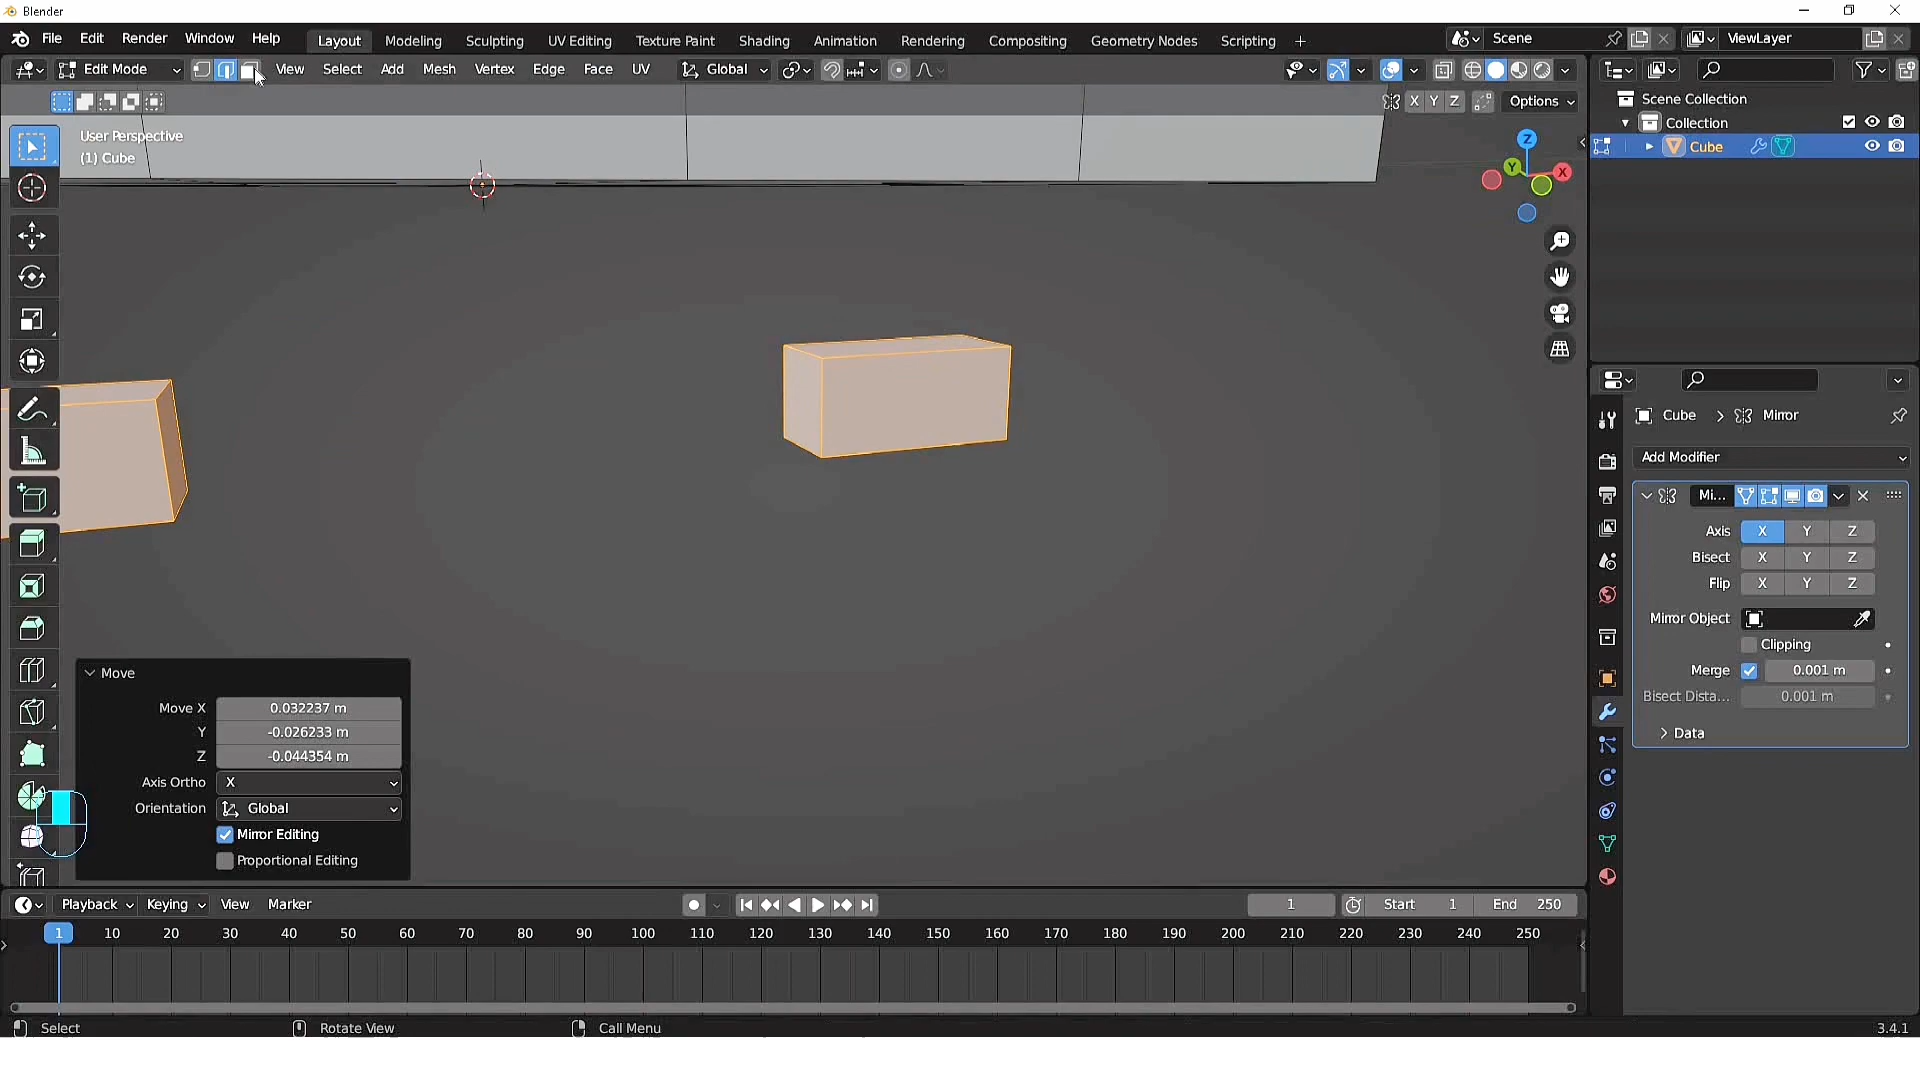 Blender
File Edit Render Window Help Layout Modeling Sculpting UV Editing Texture Paint Shading Animation Rendering Compositing Geometry Nodes Scripting + Scene ViewLayer
Edit Mode View Select Add Mesh Vertex Edge Face UV Global
X Y Z Options
User Perspective
(1) Cube
Z
Y
X
Scene Collection
Collection
Cube
Cube > Mirror
Add Modifier
Mi...
Axis X Y Z
Bisect X Y Z
Flip X Y Z
Mirror Object
Clipping
Merge 0.001 m
Bisect Dista... 0.001 m
Data
Move
Move X 0.032237 m
Y -0.026233 m
Z -0.044354 m
Axis Ortho X
Orientation Global
Mirror Editing
Proportional Editing
Playback Keying View Marker 1 Start 1 End 250
1 10 20 30 40 50 60 70 80 90 100 110 120 130 140 150 160 170 180 190 200 210 220 230 240 250
Select Rotate View Call Menu 3.4.1